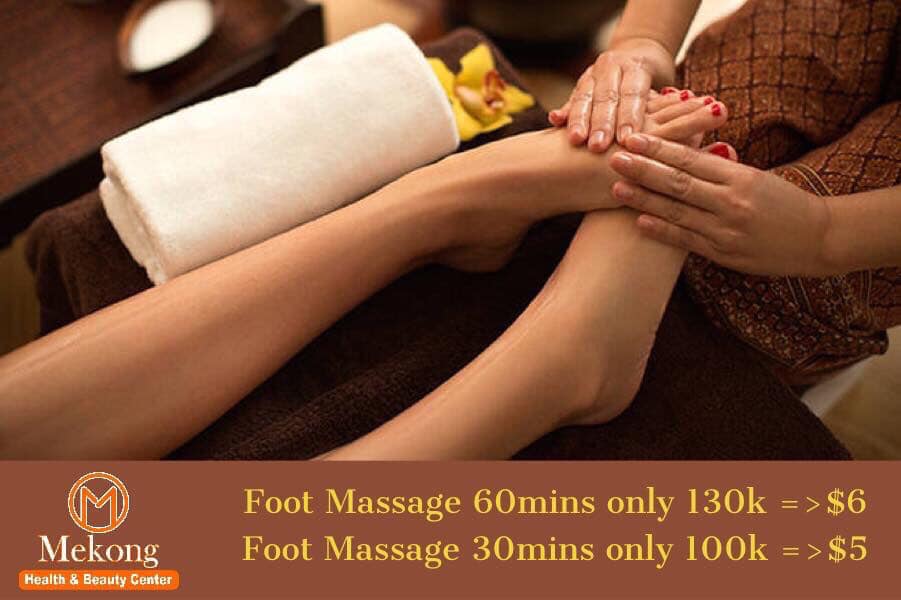 Mekong
Health & Beauty Center
Foot Massage 60mins only 130k => $6
Foot Massage 30mins only 100k => $5